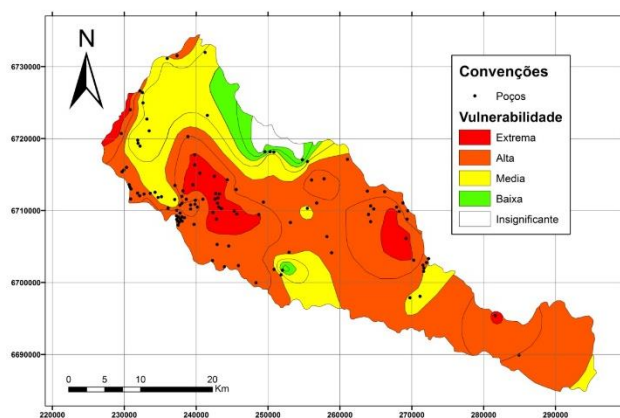 N
6730000
6720000
6710000
6700000
6690000
Convenções
Poços
Vulnerabilidade
Extrema
Alta
Media
Baixa
Insignificante
0 5 10 20
Km
220000 230000 240000 250000 260000 270000 280000 290000